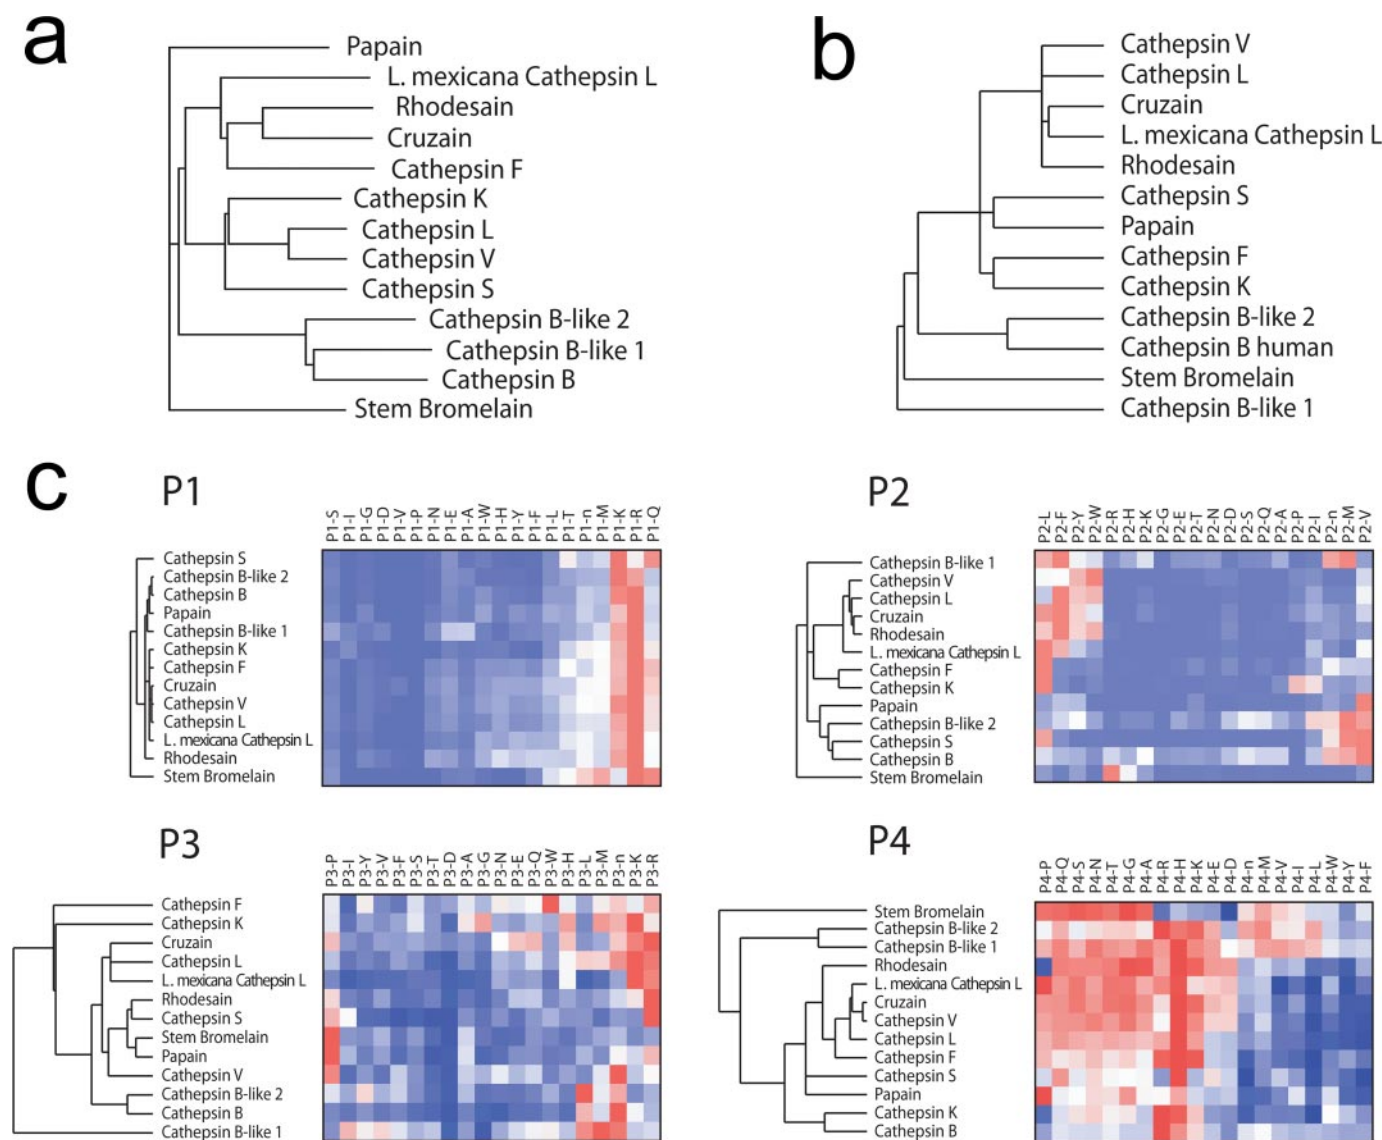 a
Papain
L. mexicana Cathepsin L
Rhodesain
Cruzain
Cathepsin F
Cathepsin K
Cathepsin L
Cathepsin V
Cathepsin S
Cathepsin B-like 2
Cathepsin B-like 1
Cathepsin B
Stem Bromelain
b
Cathepsin V
Cathepsin L
Cruzain
L. mexicana Cathepsin L
Rhodesain
Cathepsin S
Papain
Cathepsin F
Cathepsin K
Cathepsin B-like 2
Cathepsin B human
Stem Bromelain
Cathepsin B-like 1
c
P1
P1-S P1-I P1-G P1-D P1-V P1-P P1-N P1-E P1-A P1-W P1-H P1-Y P1-F P1-L P1-T P1-n P1-M P1-K P1-R P1-Q
Cathepsin S
Cathepsin B-like 2
Cathepsin B
Papain
Cathepsin B-like 1
Cathepsin K
Cathepsin F
Cruzain
Cathepsin V
Cathepsin L
L. mexicana Cathepsin L
Rhodesain
Stem Bromelain
P2
P2-L P2-F P2-Y P2-W P2-R P2-H P2-K P2-G P2-E P2-T P2-N P2-D P2-S P2-Q P2-A P2-P P2-I P2-n P2-M P2-V
Cathepsin B-like 1
Cathepsin V
Cathepsin L
Cruzain
Rhodesain
L. mexicana Cathepsin L
Cathepsin F
Cathepsin K
Papain
Cathepsin B-like 2
Cathepsin S
Cathepsin B
Stem Bromelain
P3
P3-P P3-I P3-Y P3-V P3-F P3-S P3-T P3-D P3-A P3-G P3-N P3-E P3-Q P3-W P3-H P3-L P3-M P3-n P3-K P3-R
Cathepsin F
Cathepsin K
Cruzain
Cathepsin L
L. mexicana Cathepsin L
Rhodesain
Cathepsin S
Stem Bromelain
Papain
Cathepsin V
Cathepsin B-like 2
Cathepsin B
Cathepsin B-like 1
P4
P4-P P4-Q P4-S P4-N P4-T P4-G P4-A P4-R P4-H P4-K P4-E P4-D P4-n P4-M P4-V P4-I P4-L P4-W P4-Y P4-F
Stem Bromelain
Cathepsin B-like 2
Cathepsin B-like 1
Rhodesain
L. mexicana Cathepsin L
Cruzain
Cathepsin V
Cathepsin L
Cathepsin F
Cathepsin S
Papain
Cathepsin K
Cathepsin B